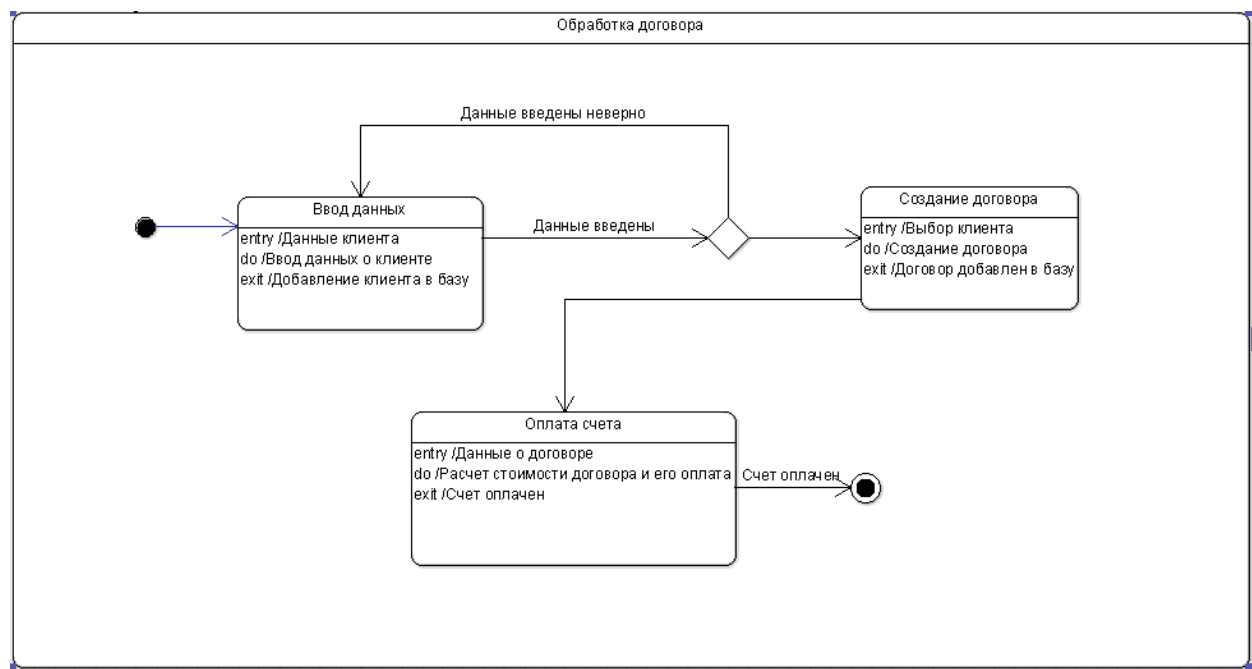 Обработка договора
Данные введены неверно
Ввод данных
entry /Данные клиента
do /Ввод данных о клиенте
exit /Добавление клиента в базу
Данные введены
Создание договора
entry /Выбор клиента
do /Создание договора
exit /Договор добавлен в базу
Оплата счета
entry /Данные о договоре
do /Расчет стоимости договора и его оплата
exit /Счет оплачен
Счет оплачен